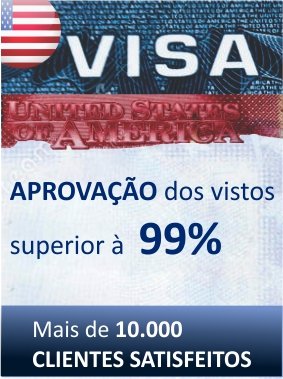 VISA
UNITED STATES
OF AMERICA
APROVAÇÃO dos vistos
superior à 99%
Mais de 10.000
CLIENTES SATISFEITOS